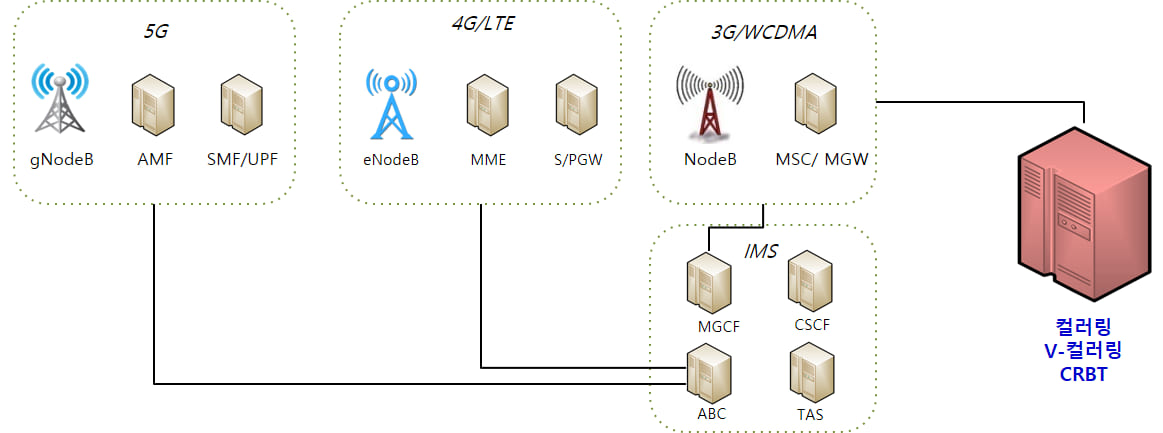 5G
gNodeB
AMF
SMF/UPF
4G/LTE
eNodeB
MME
S/PGW
3G/WCDMA
NodeB
MSC/ MGW
IMS
MGCF
CSCF
ABC
TAS
컬러링
V-컬러링
CRBT